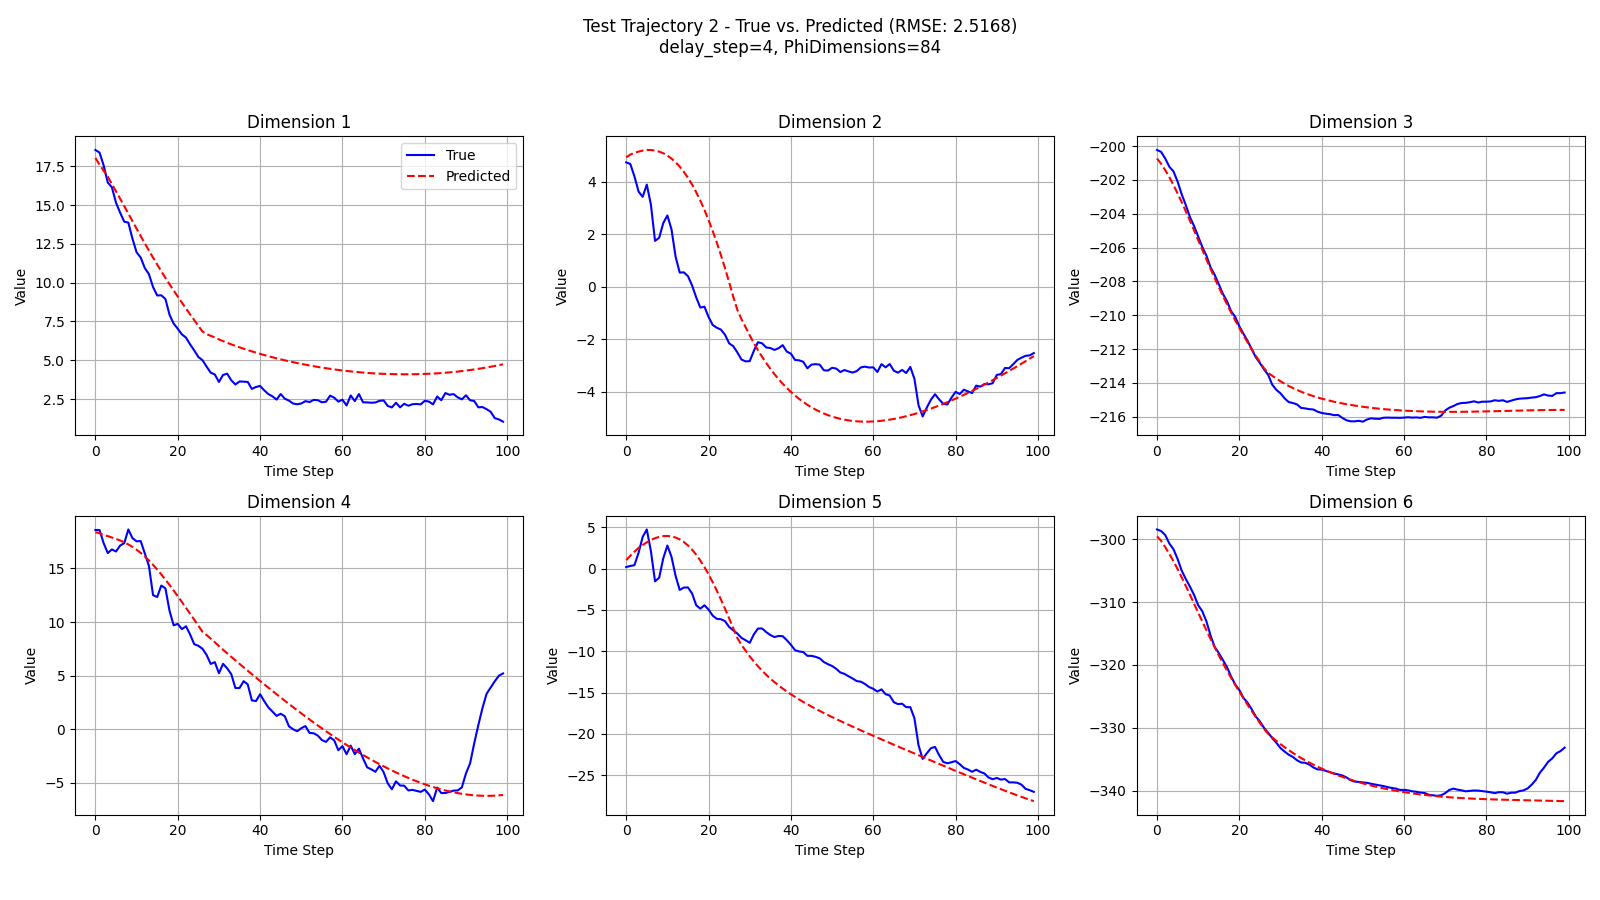 Test Trajectory 2 - True vs. Predicted (RMSE: 2.5168)
delay_step=4, PhiDimensions=84
Dimension 1
17.5
15.0
12.5
10.0
7.5
5.0
2.5
Value
0 20 40 60 80 100
Time Step
True
Predicted
Dimension 2
4
2
0
−2
−4
Value
0 20 40 60 80 100
Time Step
Dimension 3
−200
−202
−204
−206
−208
−210
−212
−214
−216
Value
0 20 40 60 80 100
Time Step
Dimension 4
15
10
5
0
−5
Value
0 20 40 60 80 100
Time Step
Dimension 5
5
0
−5
−10
−15
−20
−25
Value
0 20 40 60 80 100
Time Step
Dimension 6
−300
−310
−320
−330
−340
Value
0 20 40 60 80 100
Time Step